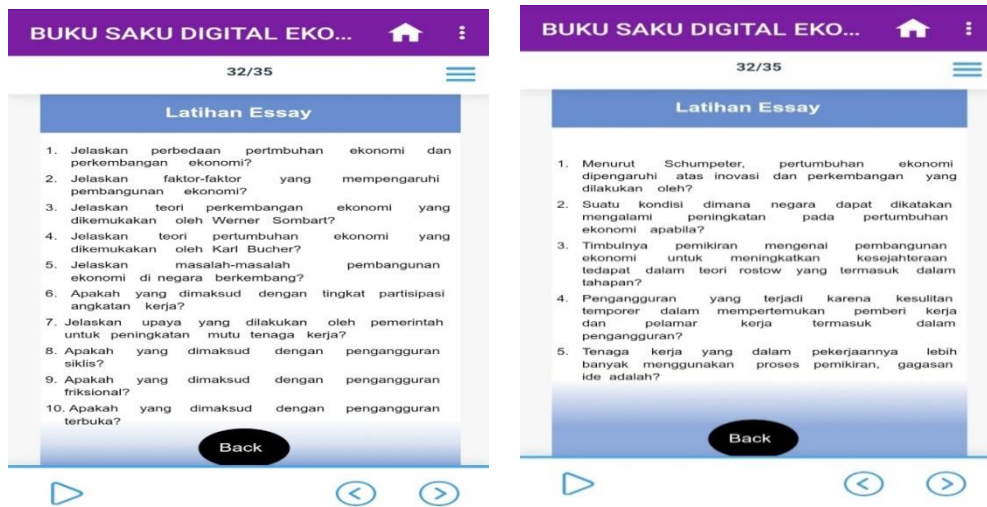 BUKU SAKU DIGITAL EKO...
32/35
Latihan Essay
1. Jelaskan perbedaan pertmbuhan ekonomi dan
perkembangan ekonomi?
2. Jelaskan faktor-faktor yang mempengaruhi
pembangunan ekonomi?
3. Jelaskan teori perkembangan ekonomi yang
dikemukakan oleh Werner Sombart?
4. Jelaskan teori pertumbuhan ekonomi yang
dikemukakan oleh Karl Bucher?
5. Jelaskan masalah-masalah pembangunan
ekonomi di negara berkembang?
6. Apakah yang dimaksud dengan tingkat partisipasi
angkatan kerja?
7. Jelaskan upaya yang dilakukan oleh pemerintah
untuk peningkatan mutu tenaga kerja?
8. Apakah yang dimaksud dengan pengangguran
siklis?
9. Apakah yang dimaksud dengan pengangguran
friksional?
10. Apakah yang dimaksud dengan pengangguran
terbuka?
Back
BUKU SAKU DIGITAL EKO...
32/35
Latihan Essay
1. Menurut Schumpeter, pertumbuhan ekonomi
dipengaruhi atas inovasi dan perkembangan yang
dilakukan oleh?
2. Suatu kondisi dimana negara dapat dikatakan
mengalami peningkatan pada pertumbuhan
ekonomi apabila?
3. Timbulnya pemikiran mengenai pembangunan
ekonomi untuk meningkatkan kesejahteraan
tedapat dalam teori rostow yang termasuk dalam
tahapan?
4. Pengangguran yang terjadi karena kesulitan
temporer dalam mempertemukan pemberi kerja
dan pelamar kerja termasuk dalam
pengangguran?
5. Tenaga kerja yang dalam pekerjaannya lebih
banyak menggunakan proses pemikiran, gagasan
ide adalah?
Back